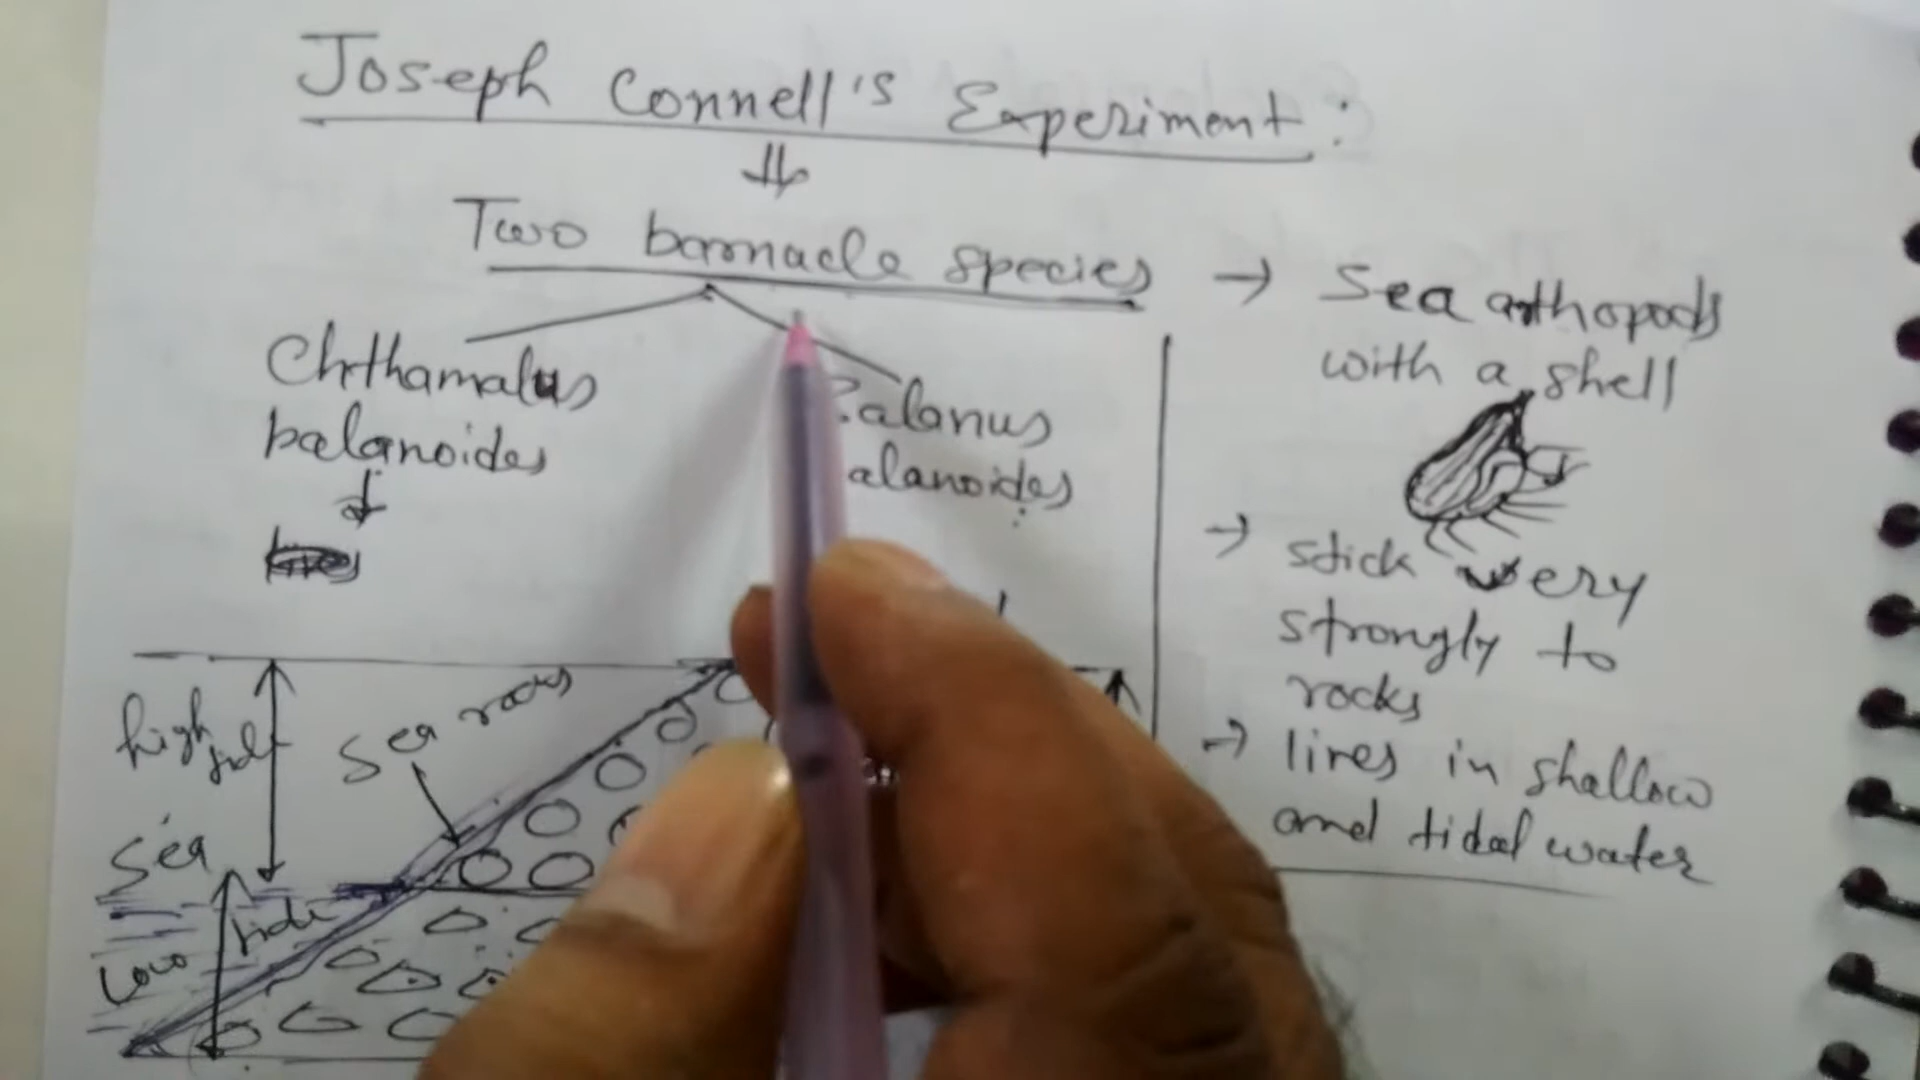 Joseph Connell's Experiment:
Two barnacle species → Sea arthopods
with a shell
Chthamalus
balanoides
Balanus
alanoides
→ stick very
strongly to
rocks
→ lives in shallow
and tidal water
high
tide
Sea rocks
Sea
low tide